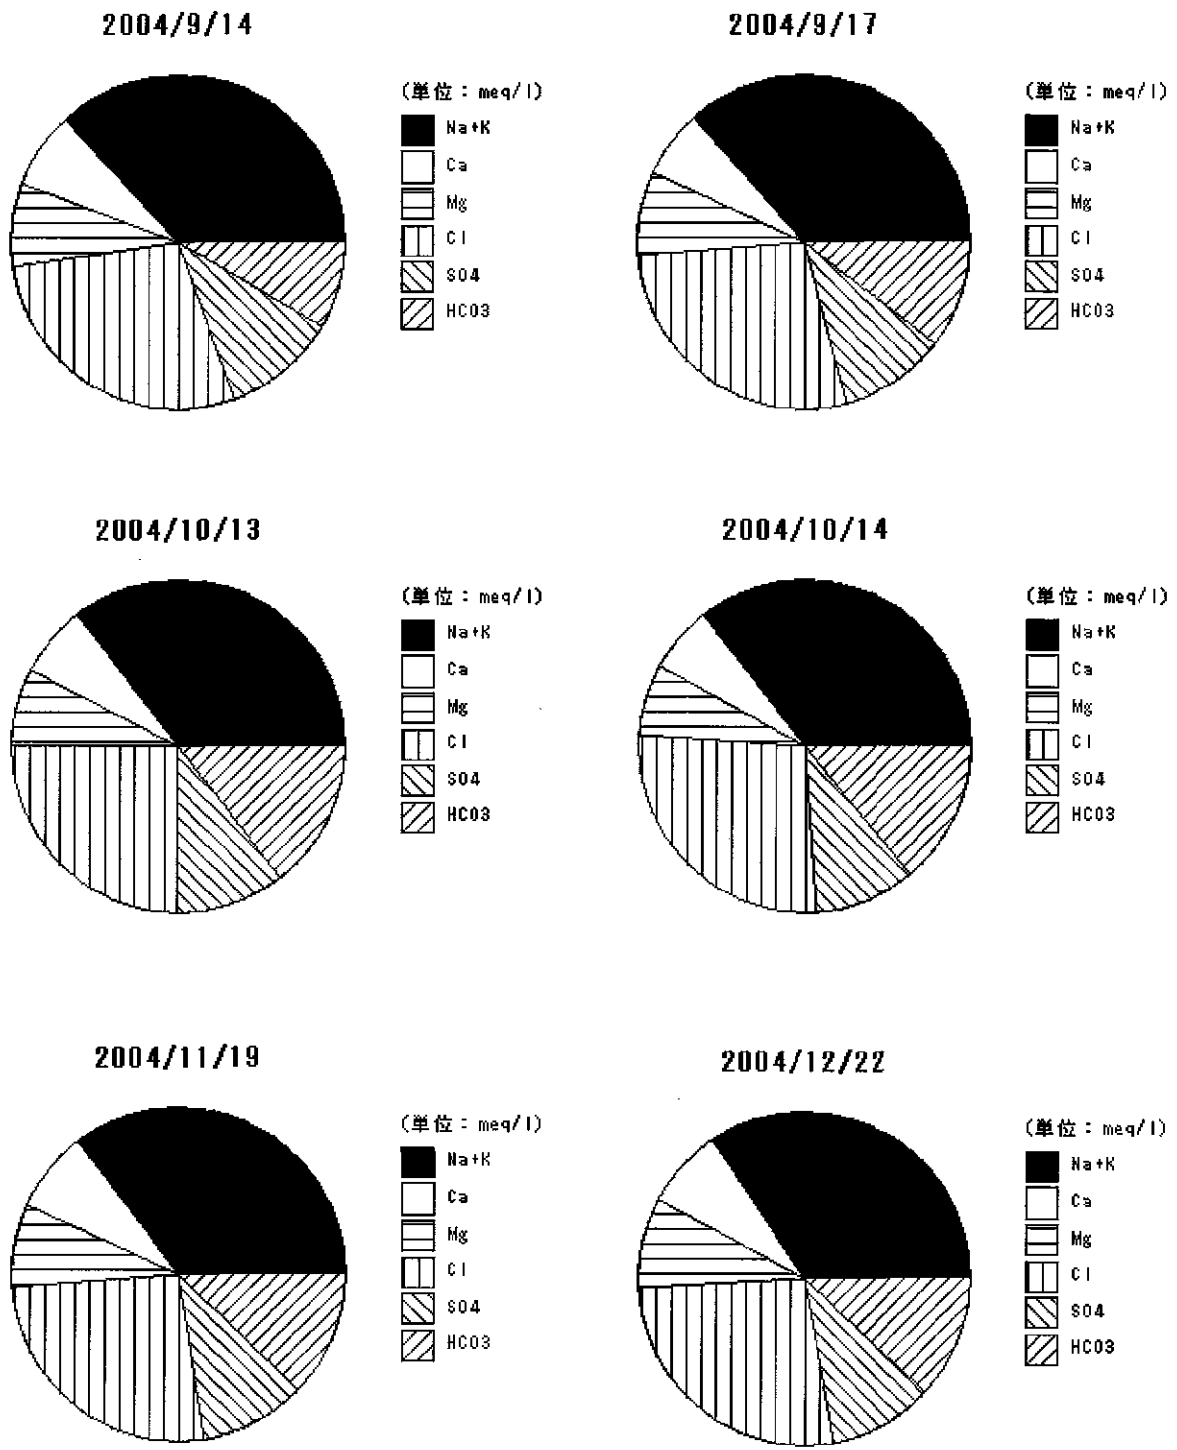 2004/9/14
(単位：meq/l)
Na+K
Ca
Mg
Cl
SO4
HCO3
2004/9/17
(単位：meq/l)
Na+K
Ca
Mg
Cl
SO4
HCO3
2004/10/13
(単位：meq/l)
Na+K
Ca
Mg
Cl
SO4
HCO3
2004/10/14
(単位：meq/l)
Na+K
Ca
Mg
Cl
SO4
HCO3
2004/11/19
(単位：meq/l)
Na+K
Ca
Mg
Cl
SO4
HCO3
2004/12/22
(単位：meq/l)
Na+K
Ca
Mg
Cl
SO4
HCO3